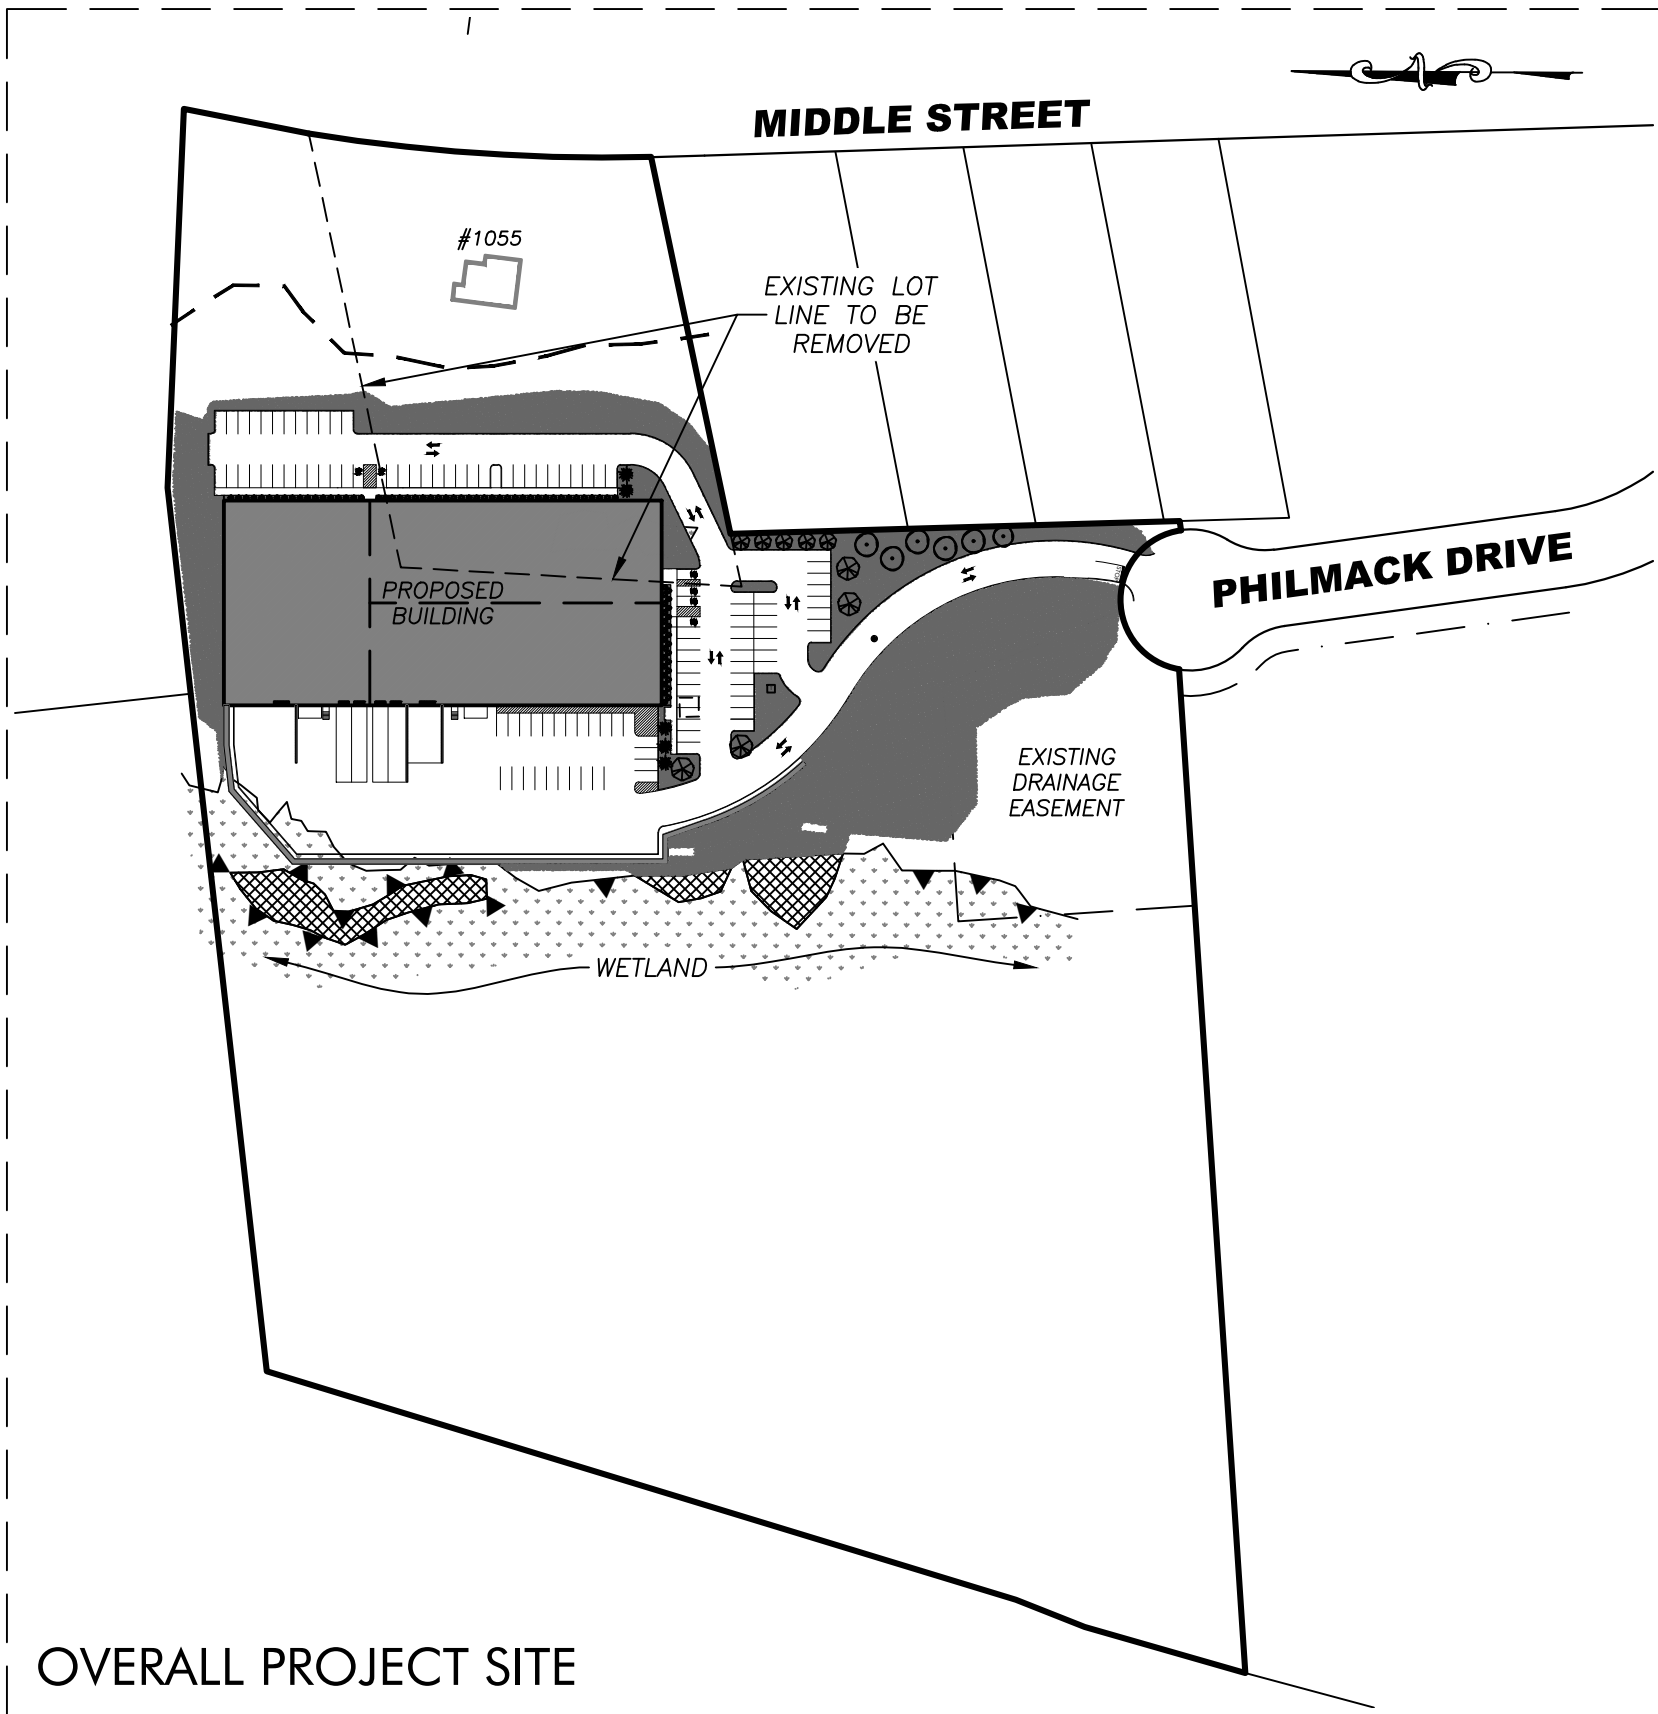 MIDDLE STREET
#1055
EXISTING LOT
LINE TO BE
REMOVED
PHILMACK DRIVE
PROPOSED
BUILDING
EXISTING
DRAINAGE
EASEMENT
WETLAND
OVERALL PROJECT SITE